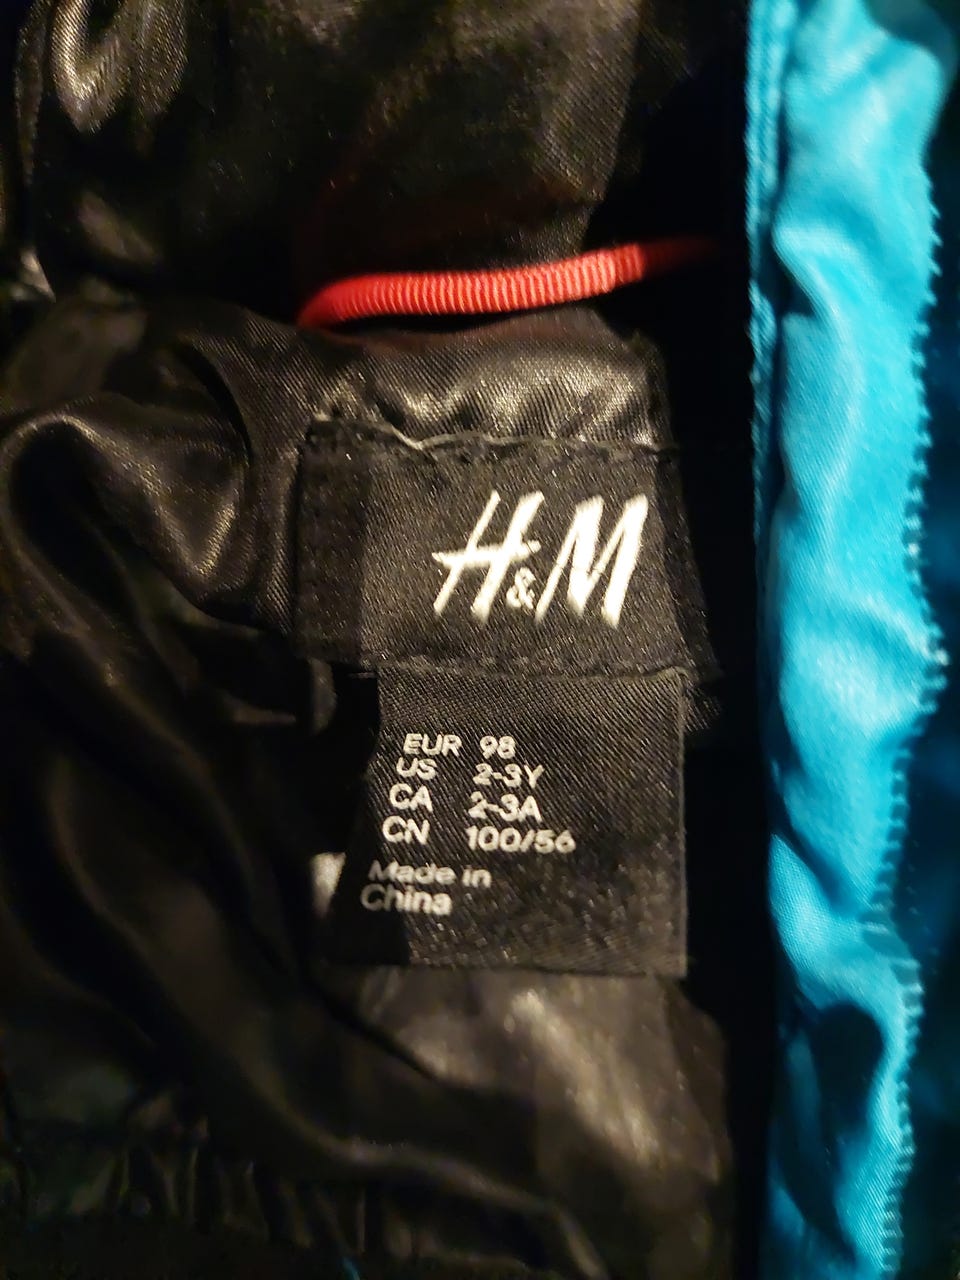 H&M
EUR 98
US 2-3Y
CA 2-3A
CN 100/56
Made in
China